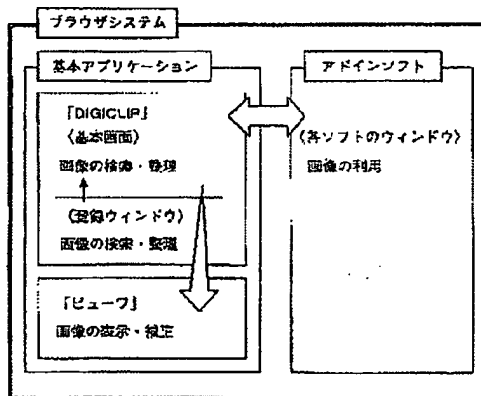 ブラウザシステム
基本アプリケーション
アドインソフト
「DIGICLIP」
〈基本画面〉
画像の検索・整理
〈登録ウィンドウ〉
画像の検索・整理
「ビューワ」
画像の表示・補正
〈各ソフトのウィンドウ〉
画像の利用